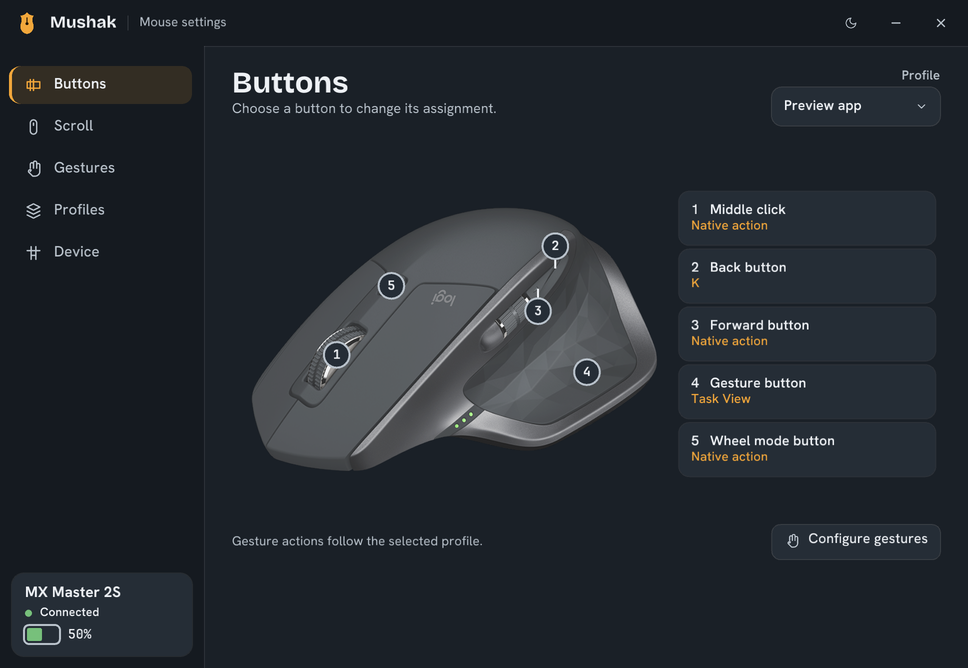 Mushak
Mouse settings
Buttons
Scroll
Gestures
Profiles
Device
MX Master 2S
Connected
50%
Buttons
Choose a button to change its assignment.
Profile
Preview app
logi
5
2
3
1
4
1 Middle click
Native action
2 Back button
K
3 Forward button
Native action
4 Gesture button
Task View
5 Wheel mode button
Native action
Gesture actions follow the selected profile.
Configure gestures